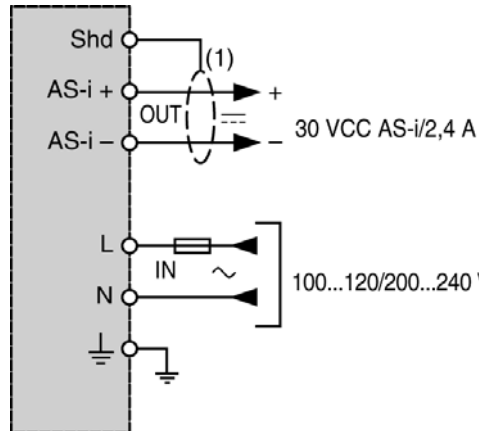 Shd
(1)
AS-i +
+
OUT
30 VCC AS-i/2,4 A
AS-i –
–
L
IN
100...120/200...240 V
N